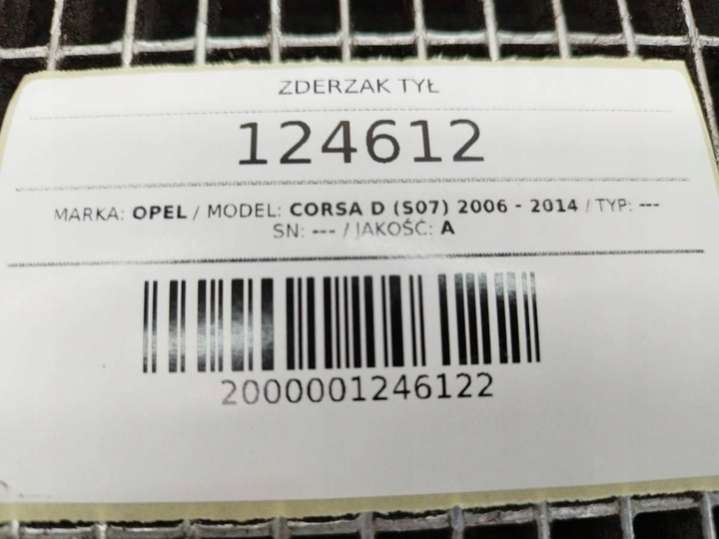 ZDERZAK TYŁ
124612
MARKA: OPEL / MODEL: CORSA D (S07) 2006 - 2014 / TYP: ---
SN: --- / JAKOŚĆ: A
2000001246122